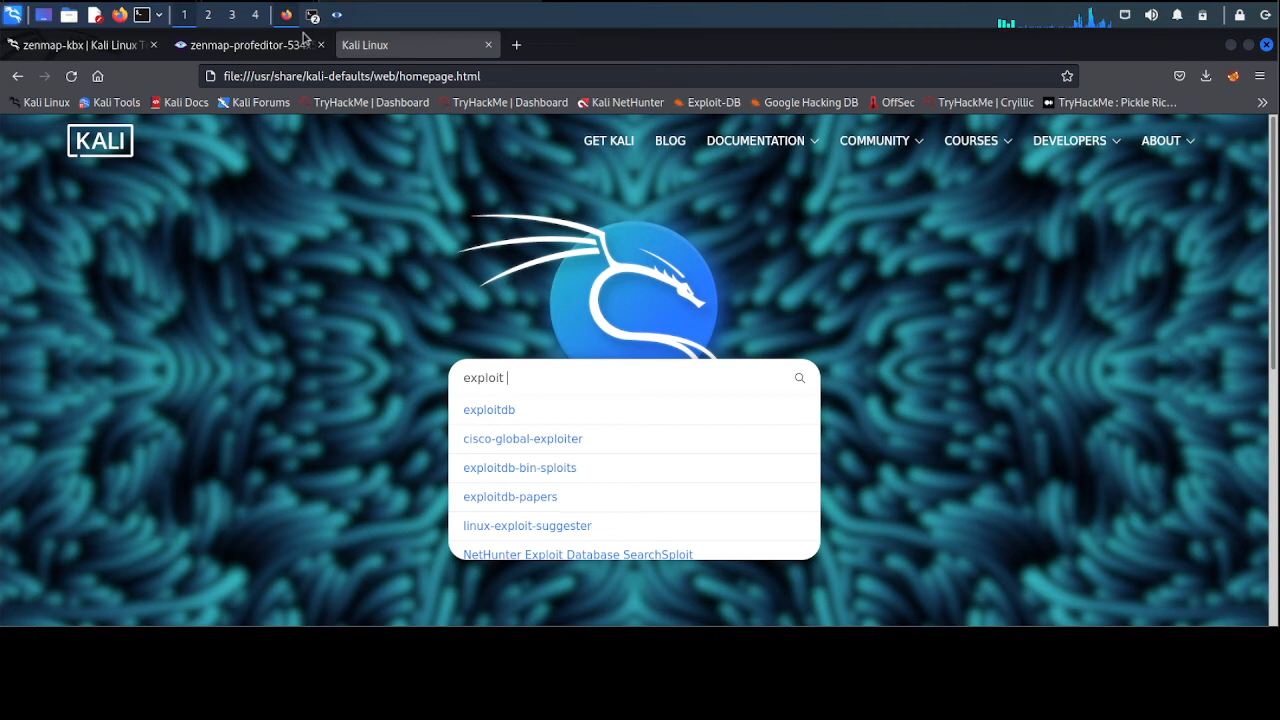 1 2 3 4 2
zenmap-kbx | Kali Linux T zenmap-profeditor-534 Kali Linux
file:///usr/share/kali-defaults/web/homepage.html
Kali Linux Kali Tools Kali Docs Kali Forums TryHackMe | Dashboard TryHackMe | Dashboard Kali NetHunter Exploit-DB Google Hacking DB OffSec TryHackMe | Cryillic TryHackMe : Pickle Ric...
KALI GET KALI BLOG DOCUMENTATION COMMUNITY COURSES DEVELOPERS ABOUT
exploit
exploitdb
cisco-global-exploiter
exploitdb-bin-sploits
exploitdb-papers
linux-exploit-suggester
NetHunter Exploit Database SearchSploit